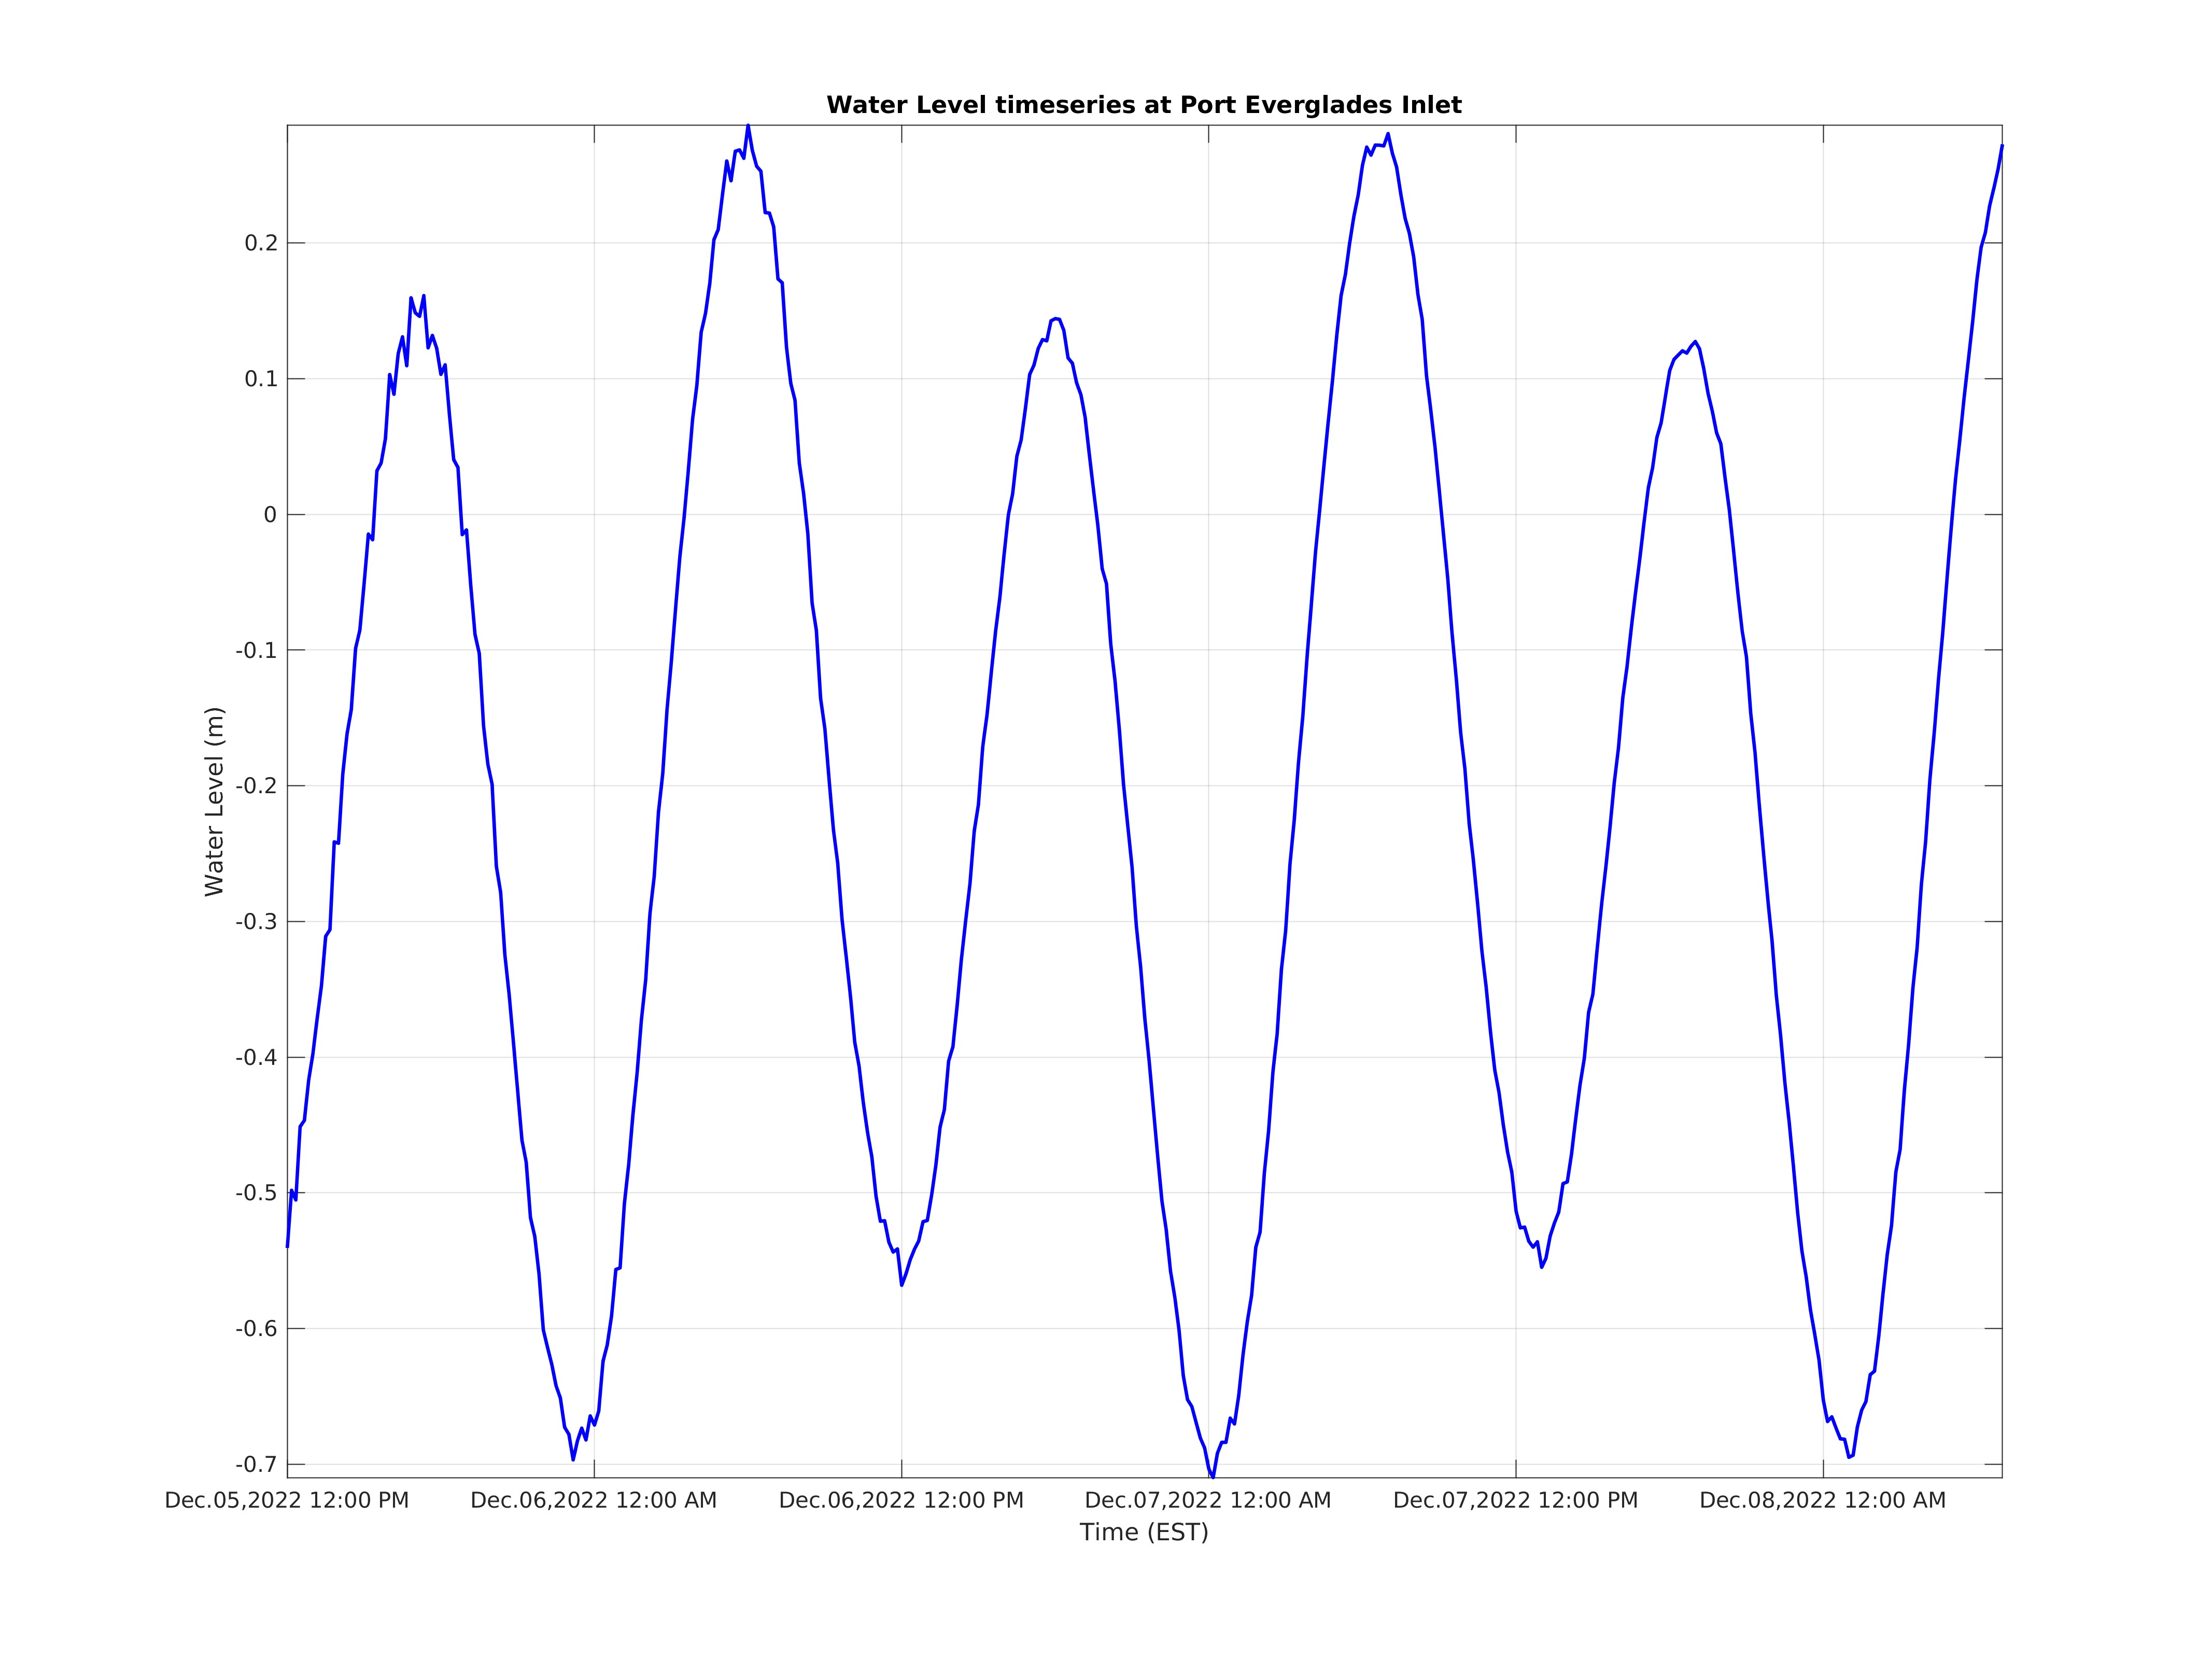 Water Level timeseries at Port Everglades Inlet
0.2
0.1
0
-0.1
-0.2
-0.3
-0.4
-0.5
-0.6
-0.7
Water Level (m)
Dec.05,2022 12:00 PM Dec.06,2022 12:00 AM Dec.06,2022 12:00 PM Dec.07,2022 12:00 AM Dec.07,2022 12:00 PM Dec.08,2022 12:00 AM
Time (EST)